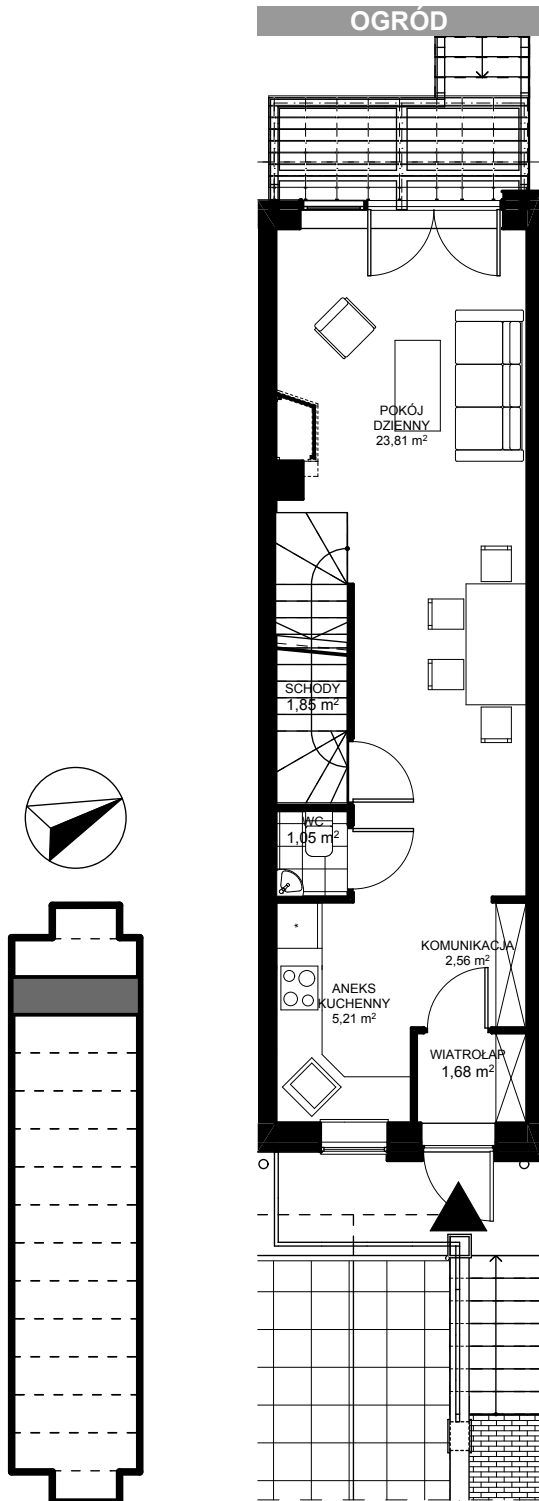 OGRÓD
POKÓJ
DZIENNY
23,81 m²
SCHODY
1,85 m²
WC
1,05 m²
KOMUNIKACJA
2,56 m²
ANEKS
KUCHENNY
5,21 m²
WIATROŁAP
1,68 m²